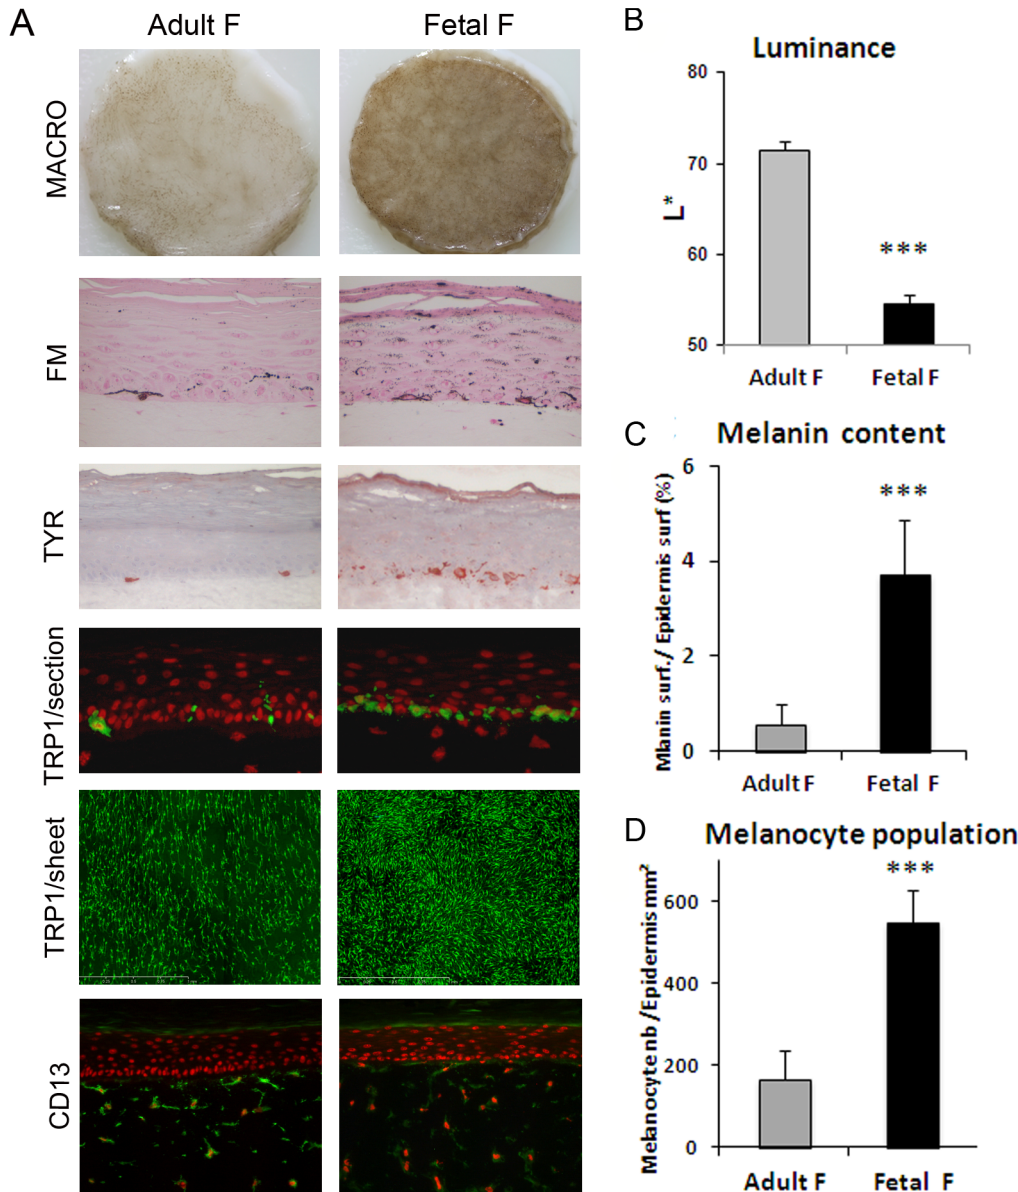 A
Adult F
Fetal F
MACRO
FM
TYR
TRP1/section
TRP1/sheet
CD13
B
Luminance
80
70
60
50
L*
***
Adult F
Fetal F
C
Melanin content
6
4
2
0
Mlanin surf./ Epidermis surf (%)
***
Adult F
Fetal F
D
Melanocyte population
600
400
200
0
Melanocyte nb /Epidermis mm²
***
Adult F
Fetal F